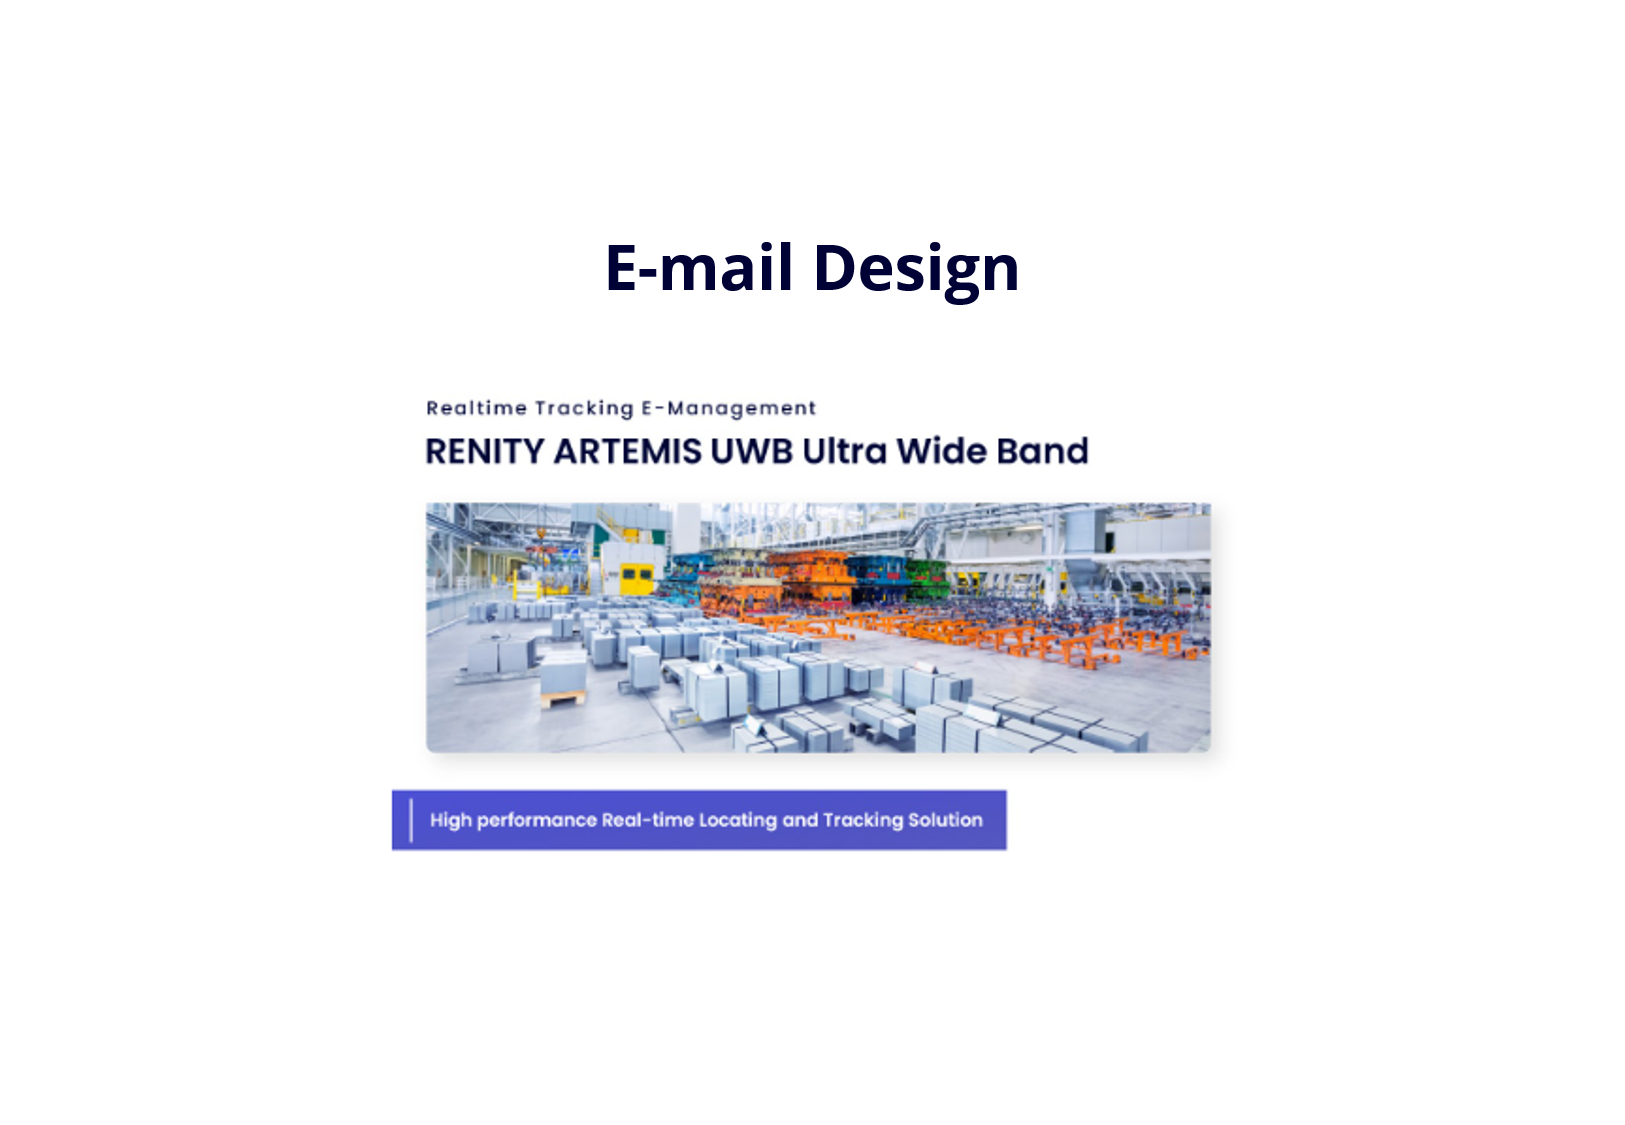 E-mail Design
Realtime Tracking E-Management
RENITY ARTEMIS UWB Ultra Wide Band
High performance Real-time Locating and Tracking Solution